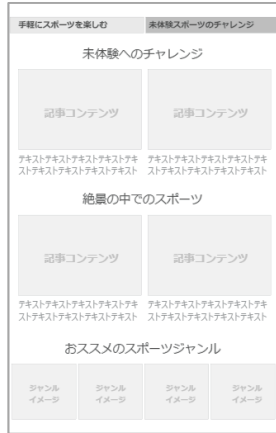 手軽にスポーツを楽しむ 未体験スポーツのチャレンジ
未体験へのチャレンジ
記事コンテンツ 記事コンテンツ
テキストテキストテキストテキストテキ テキストテキストテキストテキストテキ
ストテキストテキストテキスト ストテキストテキストテキスト
絶景の中でのスポーツ
記事コンテンツ 記事コンテンツ
テキストテキストテキストテキストテキ テキストテキストテキストテキストテキ
ストテキストテキストテキストテキスト ストテキストテキストテキストテキスト
おススメのスポーツジャンル
ジャンル ジャンル ジャンル ジャンル
イメージ イメージ イメージ イメージ